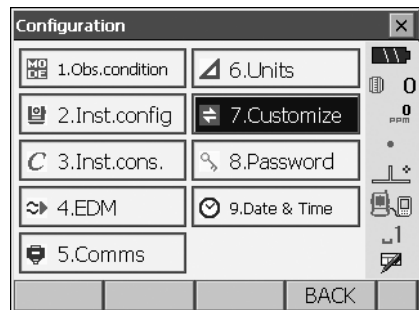 Configuration
MODE 1.Obs.condition
2.Inst.config
C 3.Inst.cons.
4.EDM
5.Comms
6.Units
7.Customize
8.Password
9.Date & Time
0
0
PPM
1
BACK